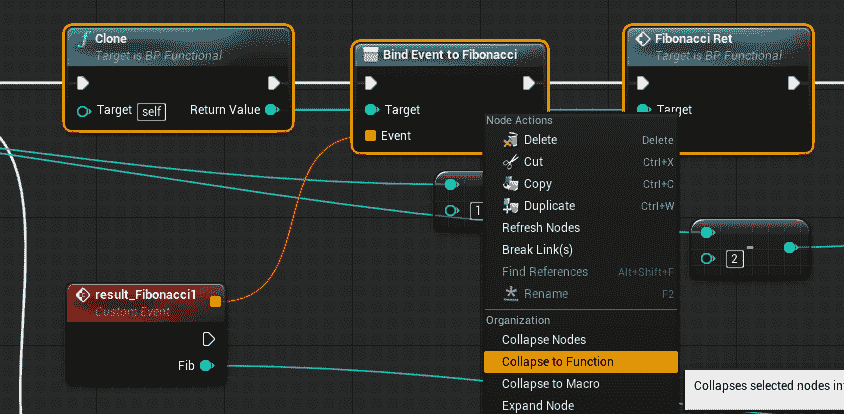 Clone
Target is BP Functional
Target self Return Value
Bind Event to Fibonacci
Target
Event
Fibonacci Ret
Target is BP Functional
Target
1
2
-
result_Fibonacci1
Custom Event
Fib
Node Actions
Delete Delete
Cut Ctrl+X
Copy Ctrl+C
Duplicate Ctrl+W
Refresh Nodes
Break Link(s)
Find References Alt+Shift+F
Rename F2
Organization
Collapse Nodes
Collapse to Function
Collapse to Macro
Expand Node
Collapses selected nodes in